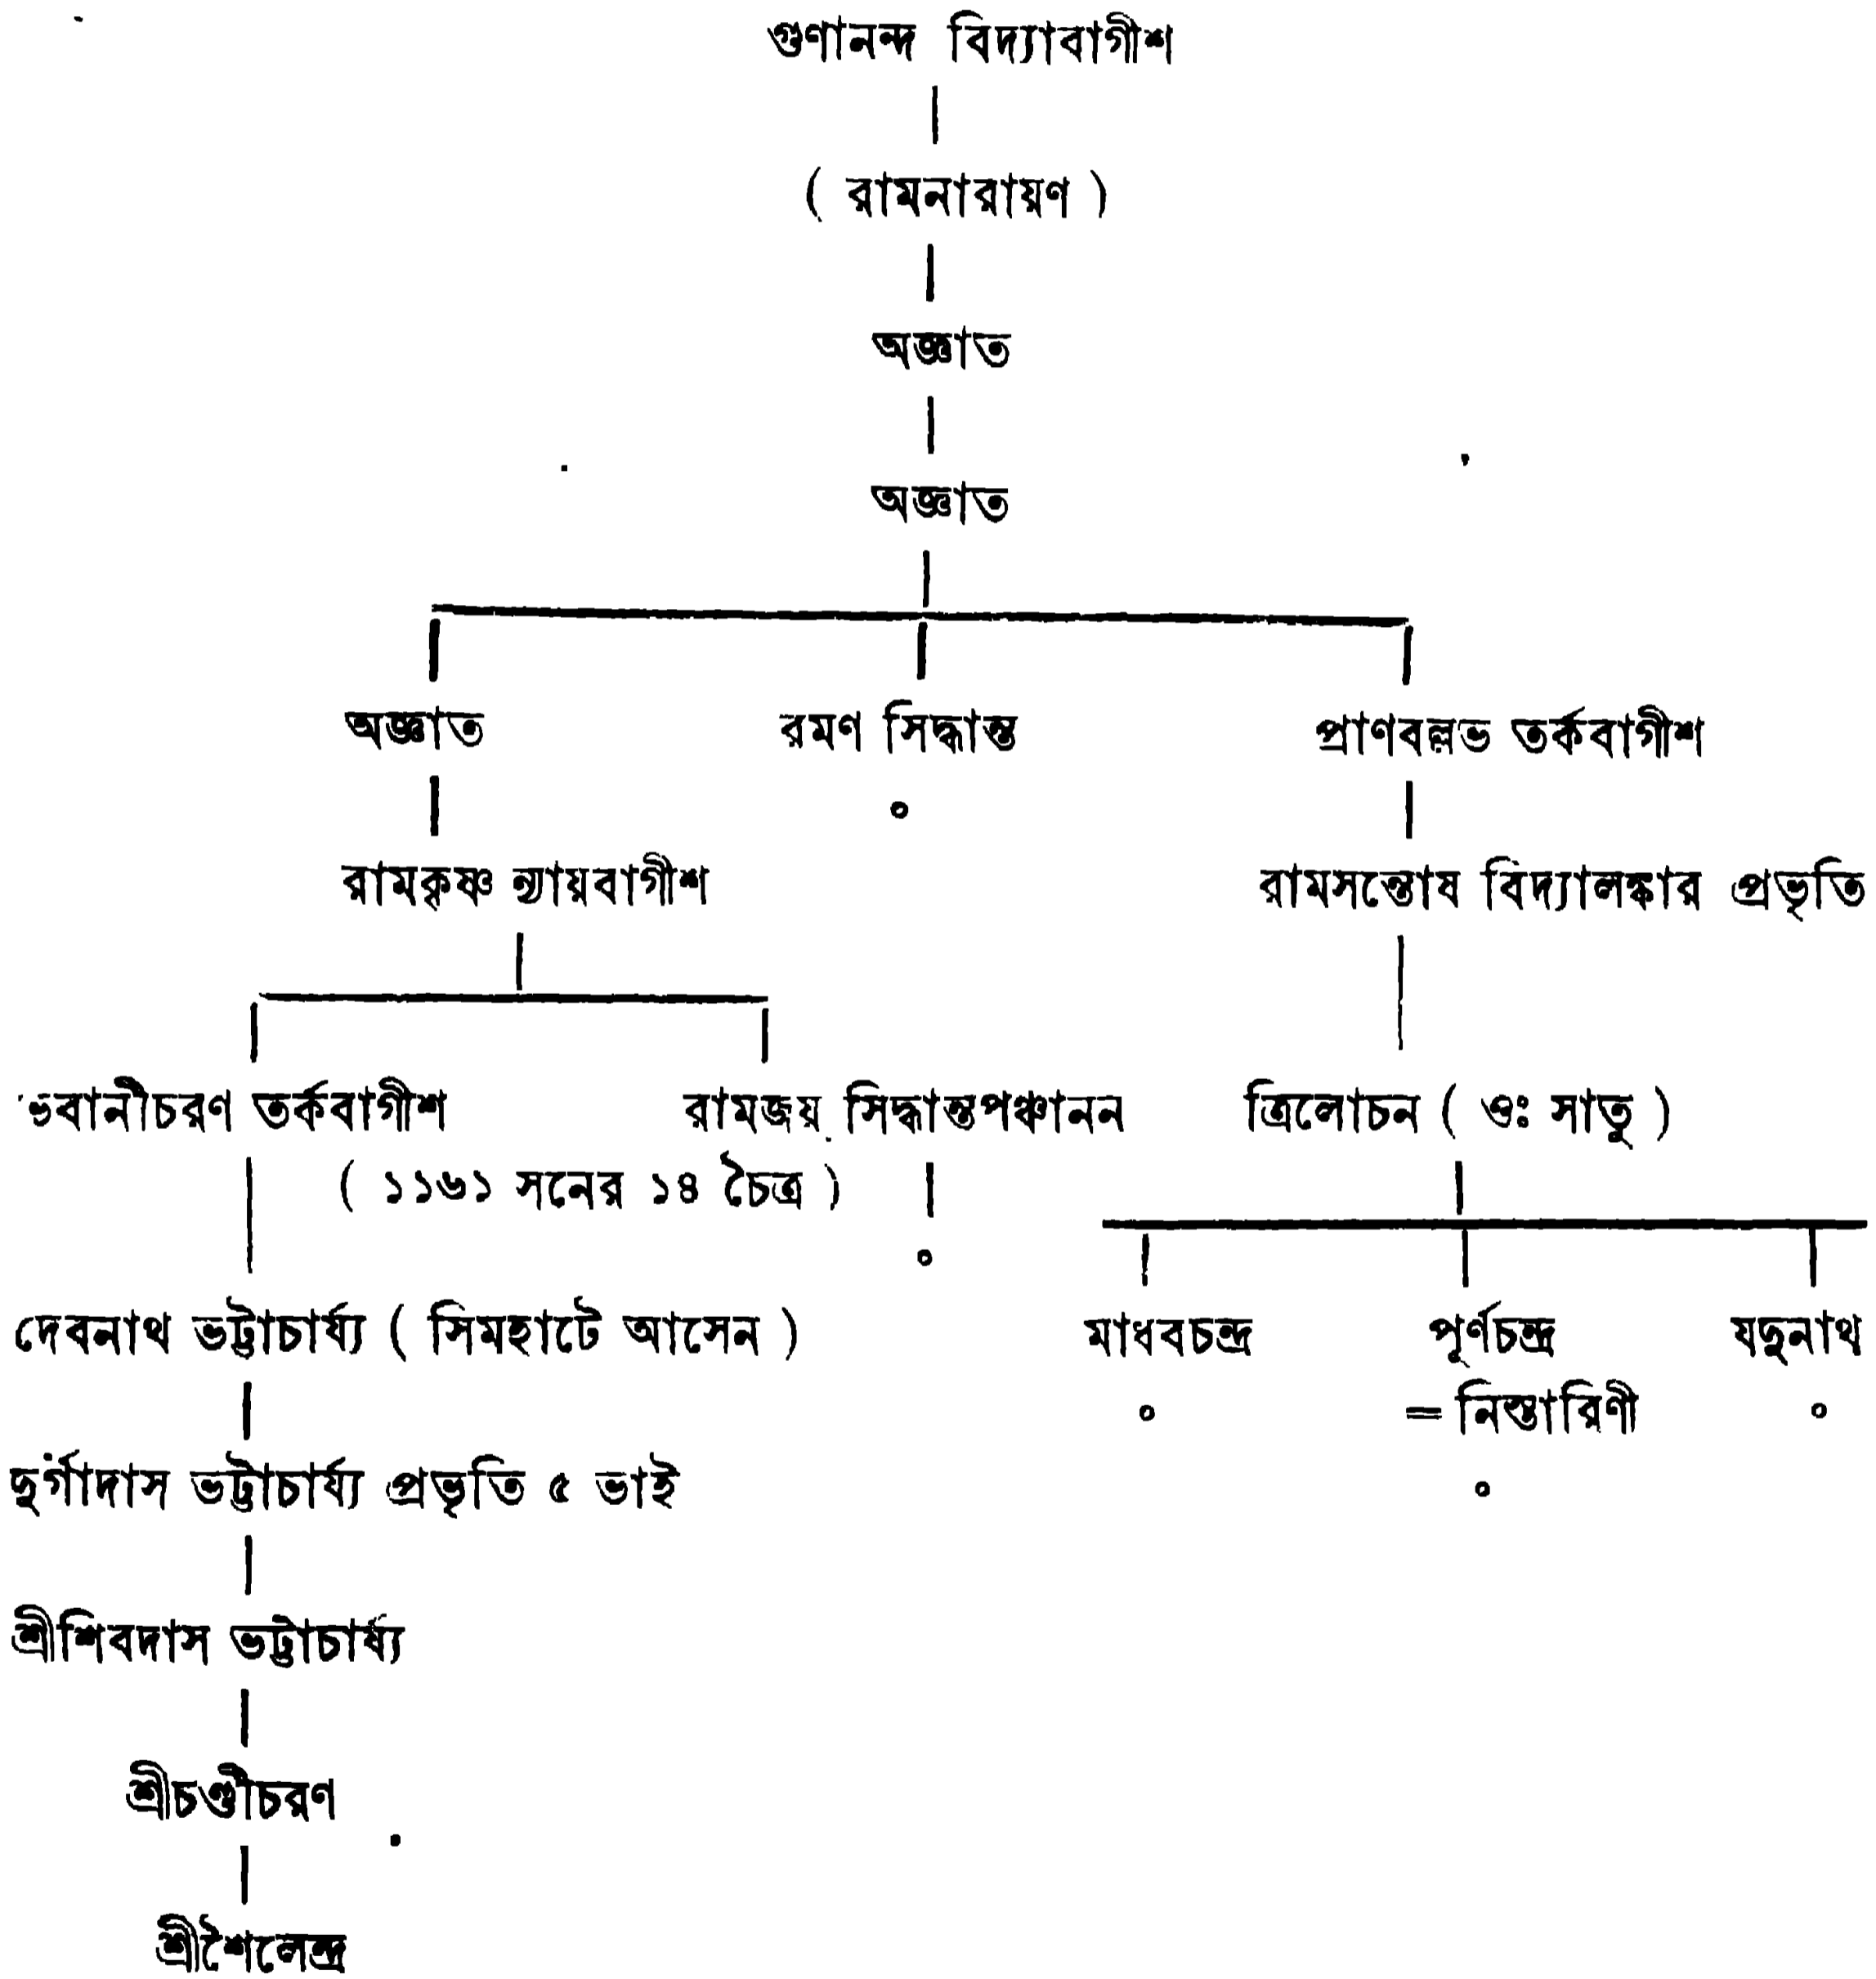 গুণানন্দ বিদ্যাবাগীশ
( রামনারায়ণ )
অজ্ঞাত
অজ্ঞাত
অজ্ঞাত রমণ সিদ্ধান্ত প্রাণবল্লভ তর্কবাগীশ
০
রামকৃষ্ণ ন্যায়বাগীশ রামসন্তোষ বিদ্যালঙ্কার প্রভৃতি
ভবানীচরণ তর্কবাগীশ রামজয় সিদ্ধান্তপঞ্চানন ত্রিলোচন ( ওঃ সাতু )
( ১১৬১ সনের ১৪ চৈত্র )
০
দেবনাথ ভট্টাচার্য্য ( সিমহাটে আসেন ) মাধবচন্দ্র পূর্ণচন্দ্র যদুনাথ
০ = নিস্তারিণী ০
দুর্গাদাস ভট্টাচার্য্য প্রভৃতি ৫ ভাই ০
শ্রীশিবদাস ভট্টাচার্য্য
শ্রীচণ্ডীচরণ
শ্রীশৈলেন্দ্র